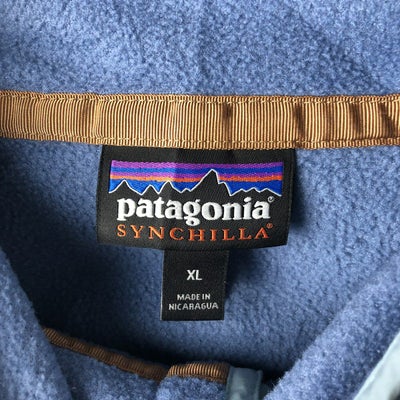 patagonia®
SYNCHILLA®
XL
MADE IN
NICARAGUA